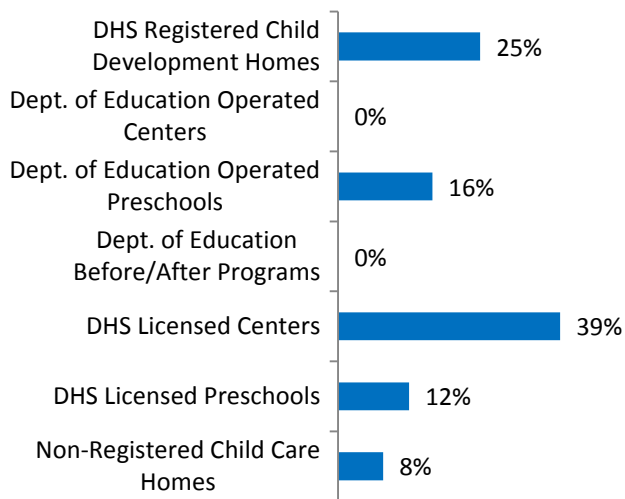 DHS Registered Child
Development Homes
25%
Dept. of Education Operated
Centers
0%
Dept. of Education Operated
Preschools
16%
Dept. of Education
Before/After Programs
0%
DHS Licensed Centers
39%
DHS Licensed Preschools
12%
Non-Registered Child Care
Homes
8%